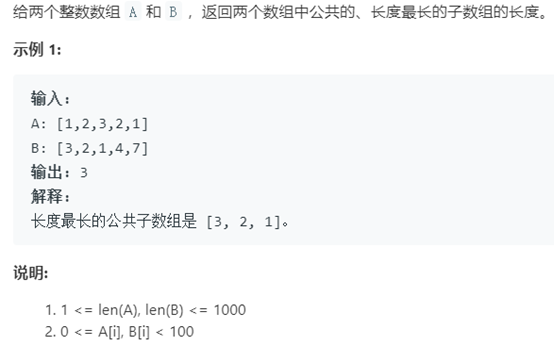 给两个整数数组 A 和 B ，返回两个数组中公共的、长度最长的子数组的长度。
示例 1:
输入:
A: [1,2,3,2,1]
B: [3,2,1,4,7]
输出: 3
解释:
长度最长的公共子数组是 [3, 2, 1]。
说明:
1. 1 <= len(A), len(B) <= 1000
2. 0 <= A[i], B[i] < 100